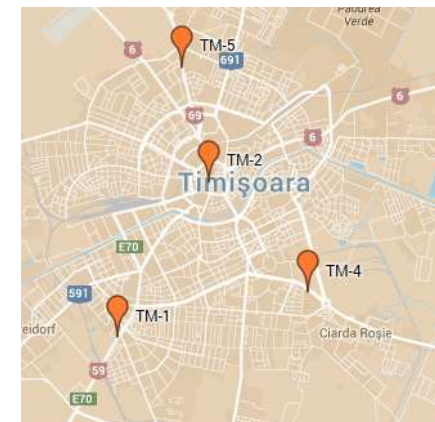 Pădurea
Verde
TM-5
6
691
6
69
6
TM-2
Timişoara
E70
TM-4
591
TM-1
Ciarda Roşie
59
E70